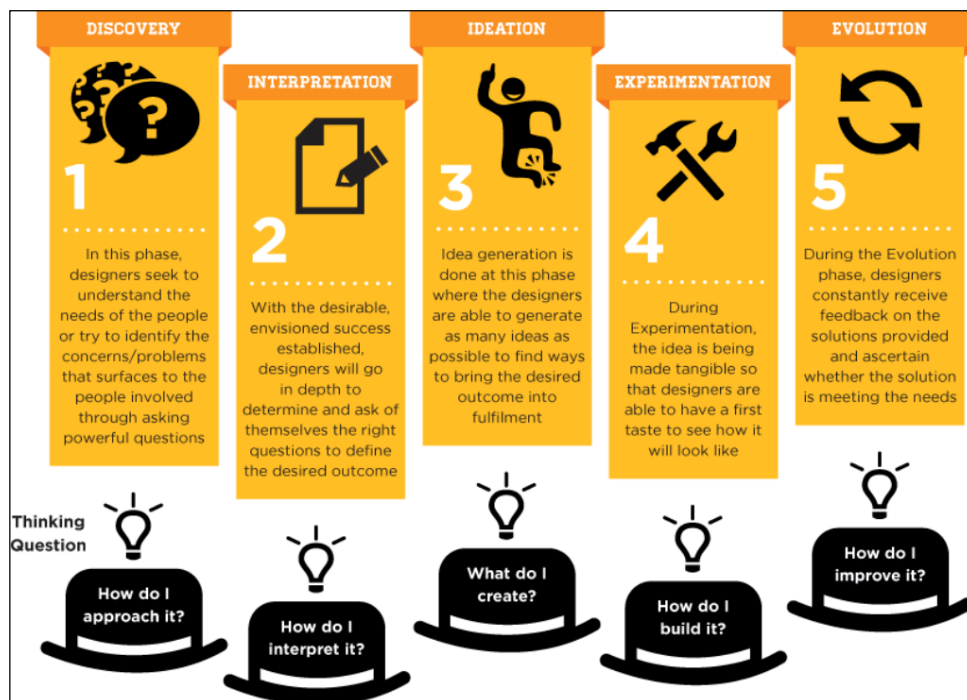 DISCOVERY
1
In this phase,
designers seek to
understand the
needs of the people
or try to identify the
concerns/problems
that surfaces to the
people involved
through asking
powerful questions
INTERPRETATION
2
With the desirable,
envisioned success
established,
designers will go
in depth to
determine and ask of
themselves the right
questions to define
the desired outcome
IDEATION
3
Idea generation is
done at this phase
where the designers
are able to generate
as many ideas as
possible to find ways
to bring the desired
outcome into
fulfilment
EXPERIMENTATION
4
During
Experimentation,
the idea is being
made tangible so
that designers are
able to have a first
taste to see how it
will look like
EVOLUTION
5
During the Evolution
phase, designers
constantly receive
feedback on the
solutions provided
and ascertain
whether the solution
is meeting the needs
Thinking
Question
How do I
approach it?
How do I
interpret it?
What do I
create?
How do I
build it?
How do I
improve it?